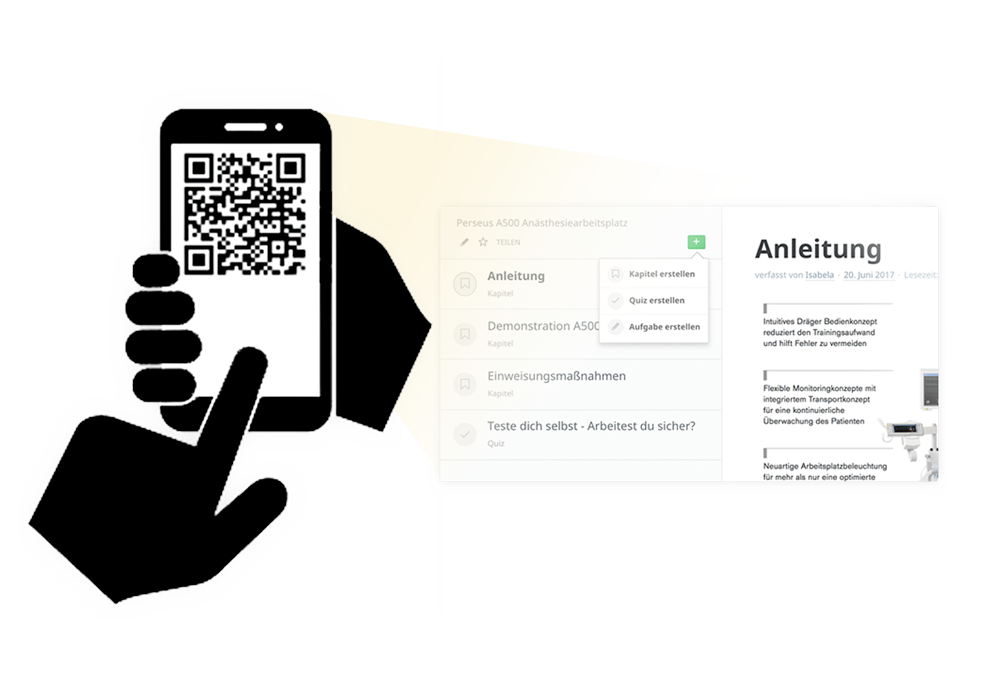 Perseus A500 Anästhesiearbeitsplatz
TEILEN
+
Anleitung
Kapitel
Demonstration A500
Kapitel
Einweisungsmaßnahmen
Kapitel
Teste dich selbst - Arbeitest du sicher?
Quiz
Kapitel erstellen
Quiz erstellen
Aufgabe erstellen
Anleitung
verfasst von Isabela · 20. Juni 2017 · Lesezeit:
Intuitives Dräger Bedienkonzept
reduziert den Trainingsaufwand
und hilft Fehler zu vermeiden
Flexible Monitoringkonzepte mit
integriertem Transportkonzept
für eine kontinuierliche
Überwachung des Patienten
Neuartige Arbeitsplatzbeleuchtung
für mehr als nur eine optimierte